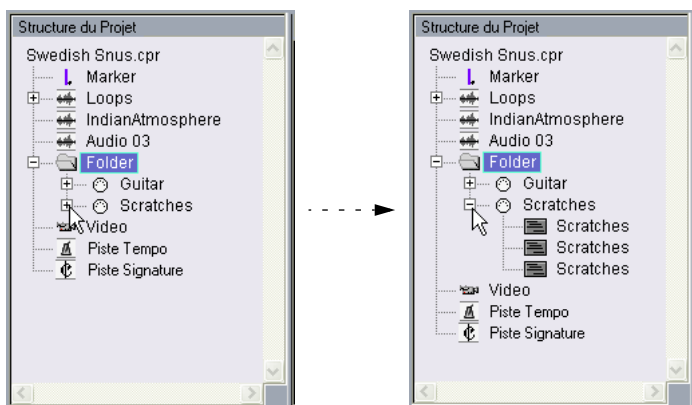 Structure du Projet
Swedish Snus.cpr
Marker
Loops
IndianAtmosphere
Audio 03
Folder
Guitar
Scratches
Video
Piste Tempo
Piste Signature
Structure du Projet
Swedish Snus.cpr
Marker
Loops
IndianAtmosphere
Audio 03
Folder
Guitar
Scratches
Scratches
Scratches
Scratches
Video
Piste Tempo
Piste Signature